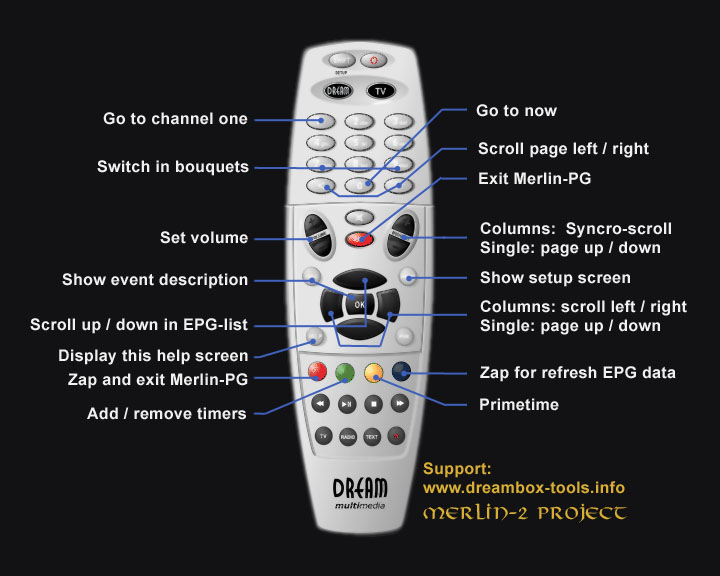 SETUP
DREAM
TV
Go to channel one
Go to now
Switch in bouquets
Scroll page left / right
Exit Merlin-PG
Set volume
Columns: Syncro-scroll
Single: page up / down
Show event description
Show setup screen
OK
Columns: scroll left / right
Single: page up / down
Scroll up / down in EPG-list
Display this help screen
Zap and exit Merlin-PG
Zap for refresh EPG data
Add / remove timers
Primetime
TV
RADIO
TEXT
Support:
www.dreambox-tools.info
MERLIN-2 PROJECT
DREAM
multimedia